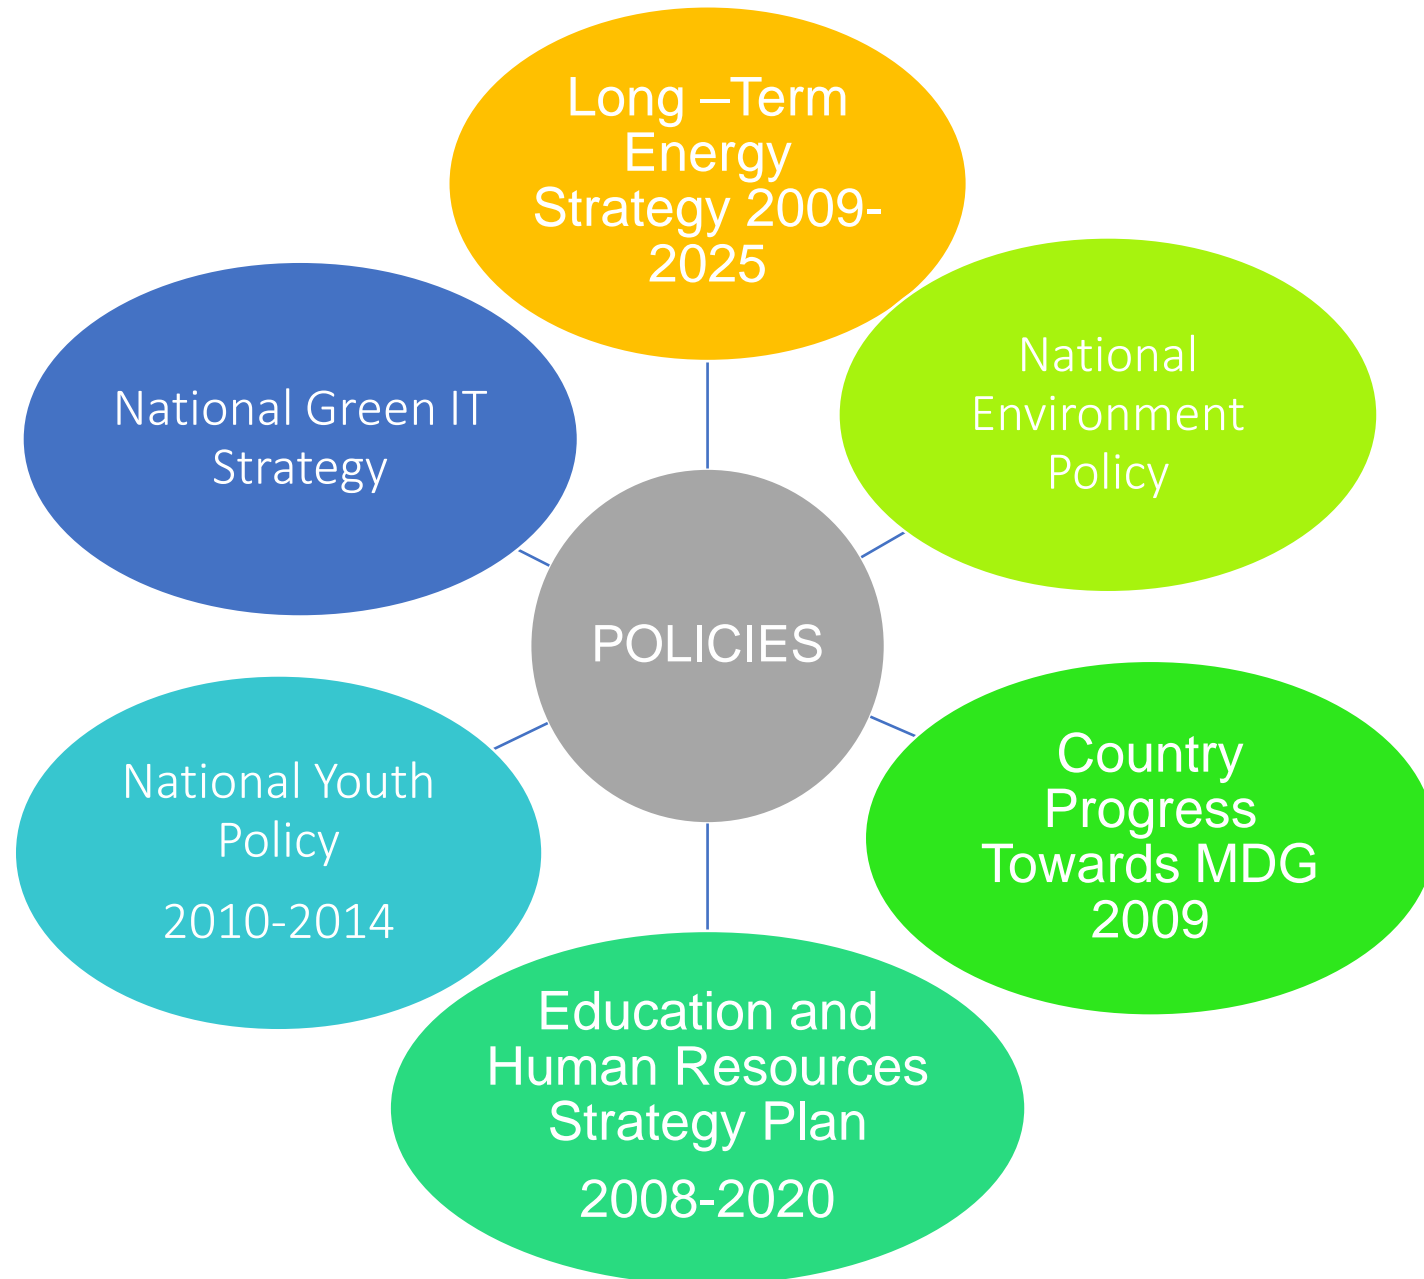 Long –Term
Energy
Strategy 2009-
2025
National
Environment
Policy
Country
Progress
Towards MDG
2009
Education and
Human Resources
Strategy Plan
2008-2020
National Youth
Policy
2010-2014
National Green IT
Strategy
POLICIES